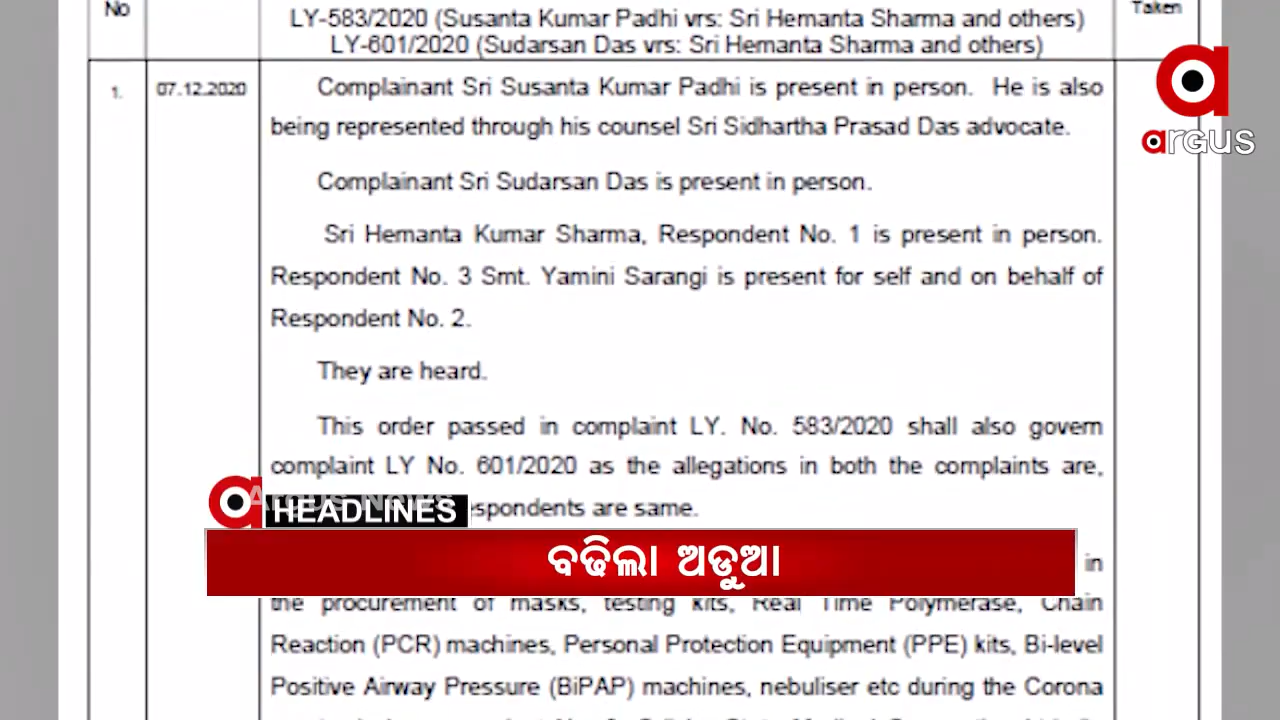 No
LY-583/2020 (Susanta Kumar Padhi vrs: Sri Hemanta Sharma and others)
LY-601/2020 (Sudarsan Das vrs: Sri Hemanta Sharma and others)
Taken
1.
07.12.2020
Complainant Sri Susanta Kumar Padhi is present in person. He is also
being represented through his counsel Sri Sidhartha Prasad Das advocate.
Complainant Sri Sudarsan Das is present in person.
Sri Hemanta Kumar Sharma, Respondent No. 1 is present in person.
Respondent No. 3 Smt. Yamini Sarangi is present for self and on behalf of
Respondent No. 2.
They are heard.
This order passed in complaint LY. No. 583/2020 shall also govern
complaint LY No. 601/2020 as the allegations in both the complaints are,
spondents are same.
in
the procurement of masks, testing kits, Real Time Polymerase, Chain
Reaction (PCR) machines, Personal Protection Equipment (PPE) kits, Bi-level
Positive Airway Pressure (BiPAP) machines, nebuliser etc during the Corona
argus
Argus News
HEADLINES
ବଢିଲା ଅଡୁଆ